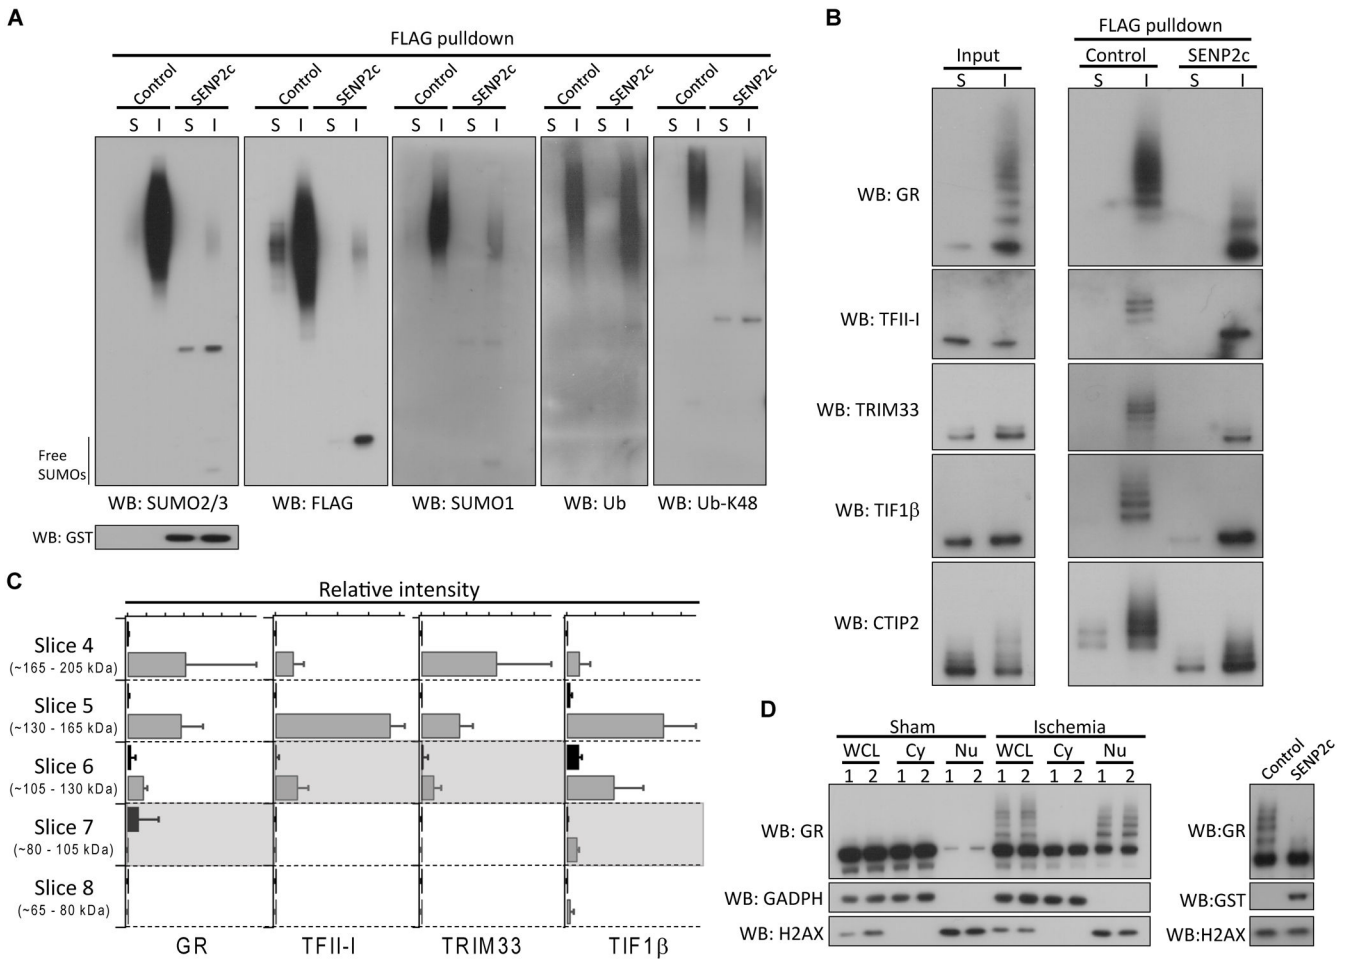 A
FLAG pulldown
Control SENP2c Control SENP2c Control SENP2c Control SENP2c Control SENP2c
S I S I S I S I S I S I S I S I S I S I
Free
SUMOs
WB: SUMO2/3 WB: FLAG WB: SUMO1 WB: Ub WB: Ub-K48
WB: GST
B
FLAG pulldown
Input Control SENP2c
S I S I S I
WB: GR
WB: TFII-I
WB: TRIM33
WB: TIF1β
WB: CTIP2
C
Relative intensity
Slice 4
(~165 - 205 kDa)
Slice 5
(~130 - 165 kDa)
Slice 6
(~105 - 130 kDa)
Slice 7
(~80 - 105 kDa)
Slice 8
(~65 - 80 kDa)
GR TFII-I TRIM33 TIF1β
D
Sham Ischemia
WCL Cy Nu WCL Cy Nu
1 2 1 2 1 2 1 2 1 2 1 2
WB: GR
WB: GADPH
WB: H2AX
Control SENP2c
WB:GR
WB:GST
WB:H2AX